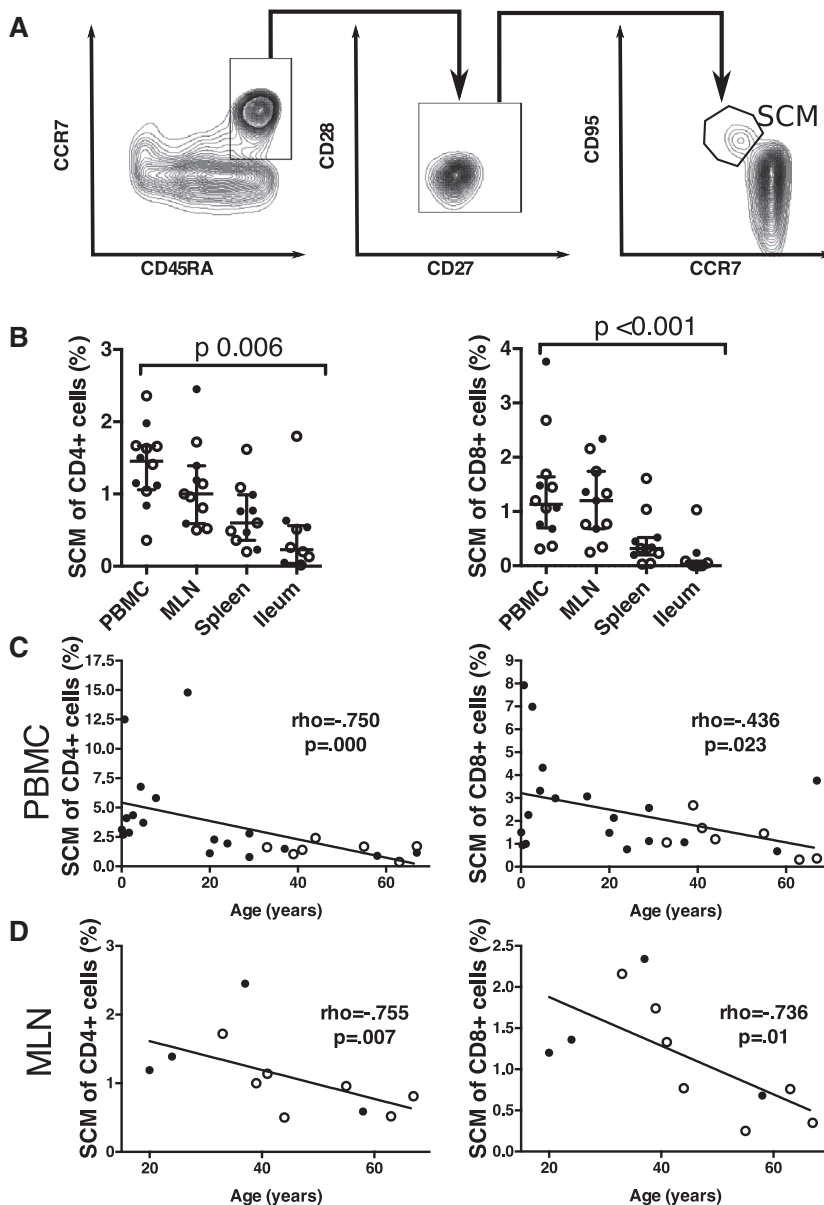 A
CCR7
CD45RA
CD28
CD27
CD95
SCM
CCR7
B
p 0.006
SCM of CD4+ cells (%)
3
2
1
0
PBMC
MLN
Spleen
Ileum
p <0.001
SCM of CD8+ cells (%)
4
3
2
1
0
PBMC
MLN
Spleen
Ileum
C
PBMC
SCM of CD4+ cells (%)
17.5
15.0
12.5
10.0
7.5
5.0
2.5
0.0
0 20 40 60
Age (years)
rho=-.750
p=.000
SCM of CD8+ cells (%)
9
8
7
6
5
4
3
2
1
0
0 20 40 60
Age (years)
rho=-.436
p=.023
D
MLN
SCM of CD4+ cells (%)
3
2
1
0
20 40 60
Age (years)
rho=-.755
p=.007
SCM of CD8+ cells (%)
2.5
2.0
1.5
1.0
0.5
0.0
20 40 60
Age (years)
rho=-.736
p=.01